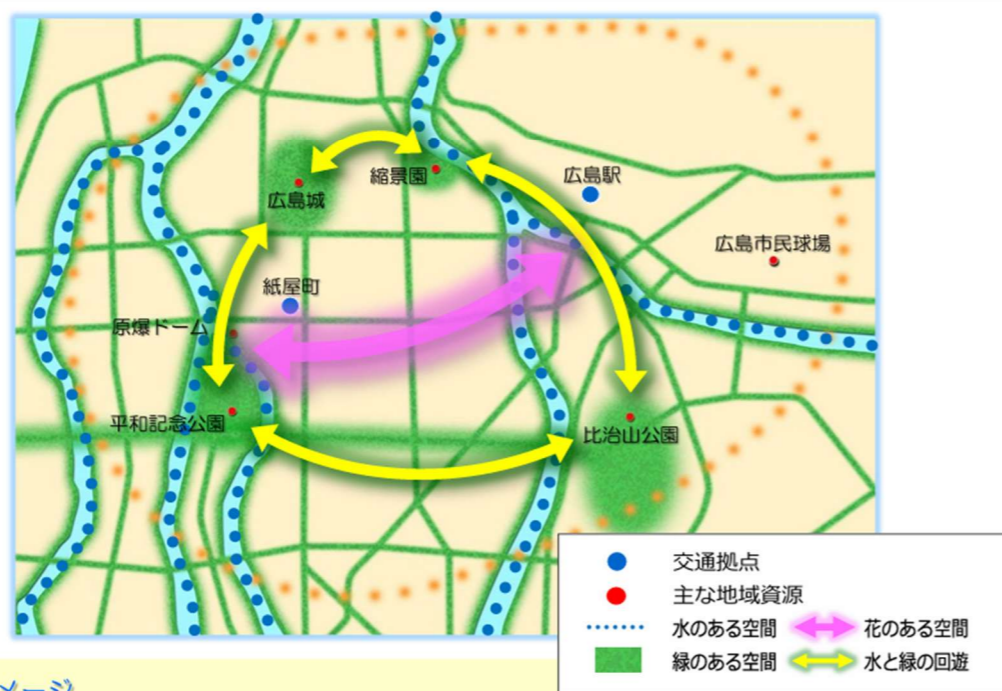 縮景園
広島駅
広島城
広島市民球場
紙屋町
原爆ドーム
平和記念公園
比治山公園
交通拠点
主な地域資源
水のある空間
花のある空間
緑のある空間
水と緑の回遊
メージ